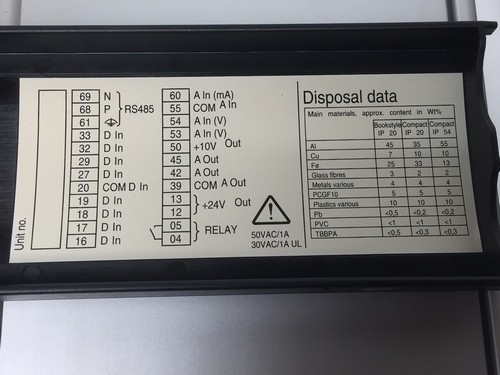 Unit no.
69 N
68 P RS485
61
33 D In
32 D In
29 D In
27 D In
20 COM D In
19 D In
18 D In
17 D In
16 D In
60 A In (mA)
55 COM A In
54 A In (V)
53 A In (V)
50 +10V Out
45 A Out
42 A Out
39 COM A Out
13
12 +24V Out
05
04 RELAY
50VAC/1A
30VAC/1A UL
Disposal data
Main materials, approx. content in Wt%
Bookstyle IP 20 Compact IP 20 Compact IP 54
Al 45 35 55
Cu 7 10 10
Fe 25 33 13
Glass fibres 3 2 2
Metals various 4 4 4
PCGF10 5 5 5
Plastics various 10 10 10
Pb <0,5 <0,2 <0,2
PVC <1 <1 <1
TBBPA <0,5 <0,3 <0,3